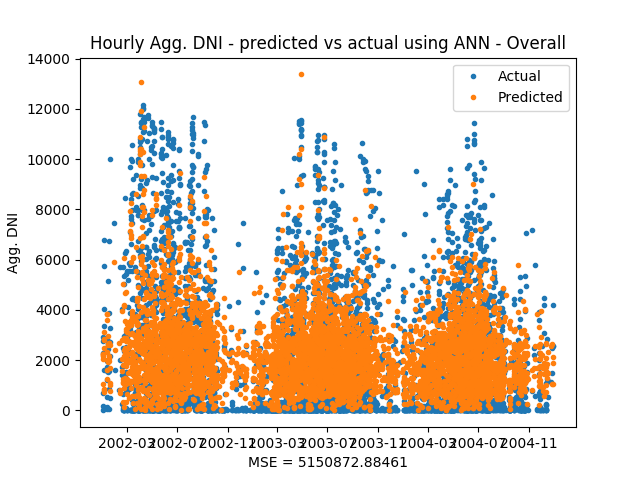 Hourly Agg. DNI - predicted vs actual using ANN - Overall
Actual
Predicted
14000
12000
10000
8000
6000
4000
2000
0
Agg. DNI
2002-03 2002-07 2002-11 2003-03 2003-07 2003-11 2004-03 2004-07 2004-11
MSE = 5150872.88461